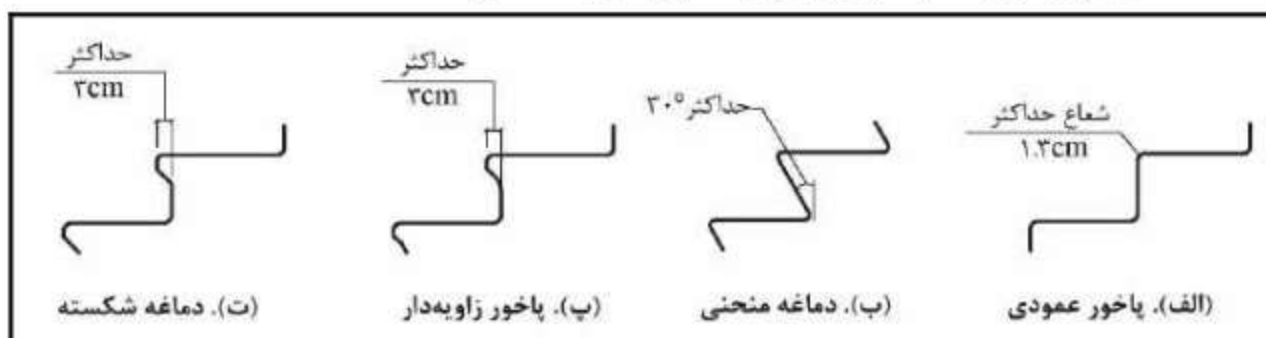 حداکثر
۳cm
حداکثر
۳cm
حداکثر ۳۰°
شعاع حداکثر
۱.۳cm
(الف). پاخور عمودی
(ب). دماغه منحنی
(پ). پاخور زاویه‌دار
(ت). دماغه شکسته